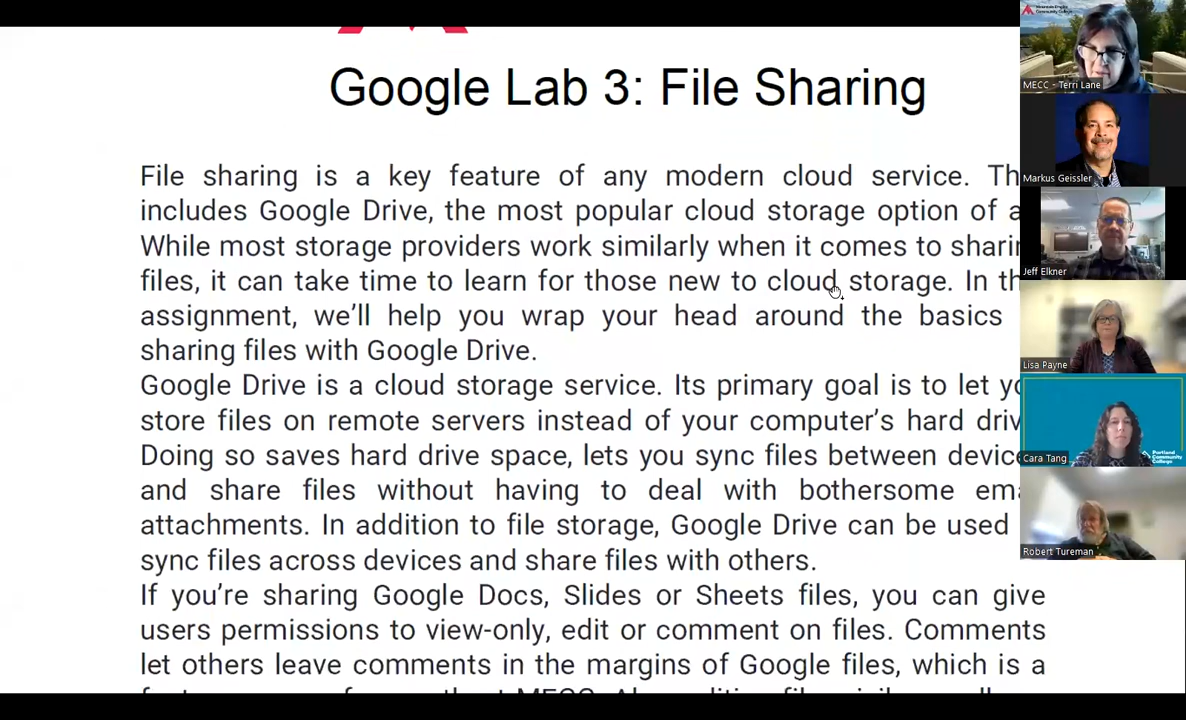 Google Lab 3: File Sharing
File sharing is a key feature of any modern cloud service.
includes Google Drive, the most popular cloud storage option of
While most storage providers work similarly when it comes to
files, it can take time to learn for those new to cloud storage. In
assignment, we'll help you wrap your head around the basics
sharing files with Google Drive.
Google Drive is a cloud storage service. Its primary goal is to let
store files on remote servers instead of your computer's hard
Doing so saves hard drive space, lets you sync files between
and share files without having to deal with bothersome
attachments. In addition to file storage, Google Drive can be used
sync files across devices and share files with others.
If you're sharing Google Docs, Slides or Sheets files, you can give
users permissions to view-only, edit or comment on files. Comments
let others leave comments in the margins of Google files, which is a
Mountain Empire
Community College
MECC - Terri Lane
Markus Geissler
Jeff Elkner
Lisa Payne
Cara Tang
Portland
Community
College
Robert Tureman